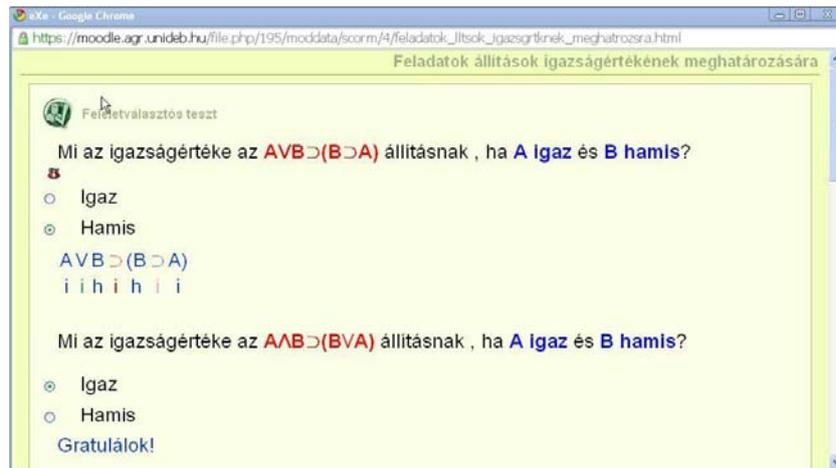 eXe - Google Chrome
https://moodle.agr.unideb.hu/file.php/195/moddata/scorm/4/feladatok_lltsok_igazsgrtknek_meghatrozsra.html
Feladatok állítások igazságértékének meghatározására
Feleletválasztós teszt
Mi az igazságértéke az AVB⊃(B⊃A) állításnak , ha A igaz és B hamis?
Igaz
Hamis
AVB⊃(B⊃A)
i i h i h i i
Mi az igazságértéke az AΛB⊃(BVA) állításnak , ha A igaz és B hamis?
Igaz
Hamis
Gratulálok!